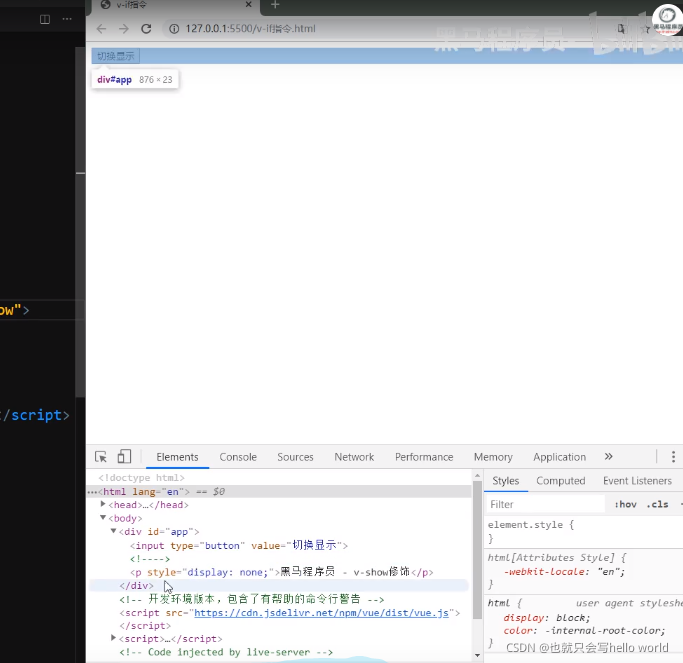 v-if指令
127.0.0.1:5500/v-if指令.html
黑马程序员
切换显示
div#app 876 × 23
ow">
t/script>
Elements Console Sources Network Performance Memory Application »
<!doctype html>
···<html lang="en"> == $0
<head>…</head>
<body>
<div id="app">
<input type="button" value="切换显示">
<!---->
<p style="display: none;">黑马程序员 - v-show修饰</p>
</div>
<!-- 开发环境版本，包含了有帮助的命令行警告 -->
<script src="https://cdn.jsdelivr.net/npm/vue/dist/vue.js">
</script>
<script>…</script>
<!-- Code injected by live-server -->
Styles Computed Event Listeners
Filter :hov .cls
element.style {
}
html[Attributes Style] {
-webkit-locale: "en";
}
html { user agent styleshe
display: block;
color: -internal-root-color;
}
CSDN @也就只会写hello world